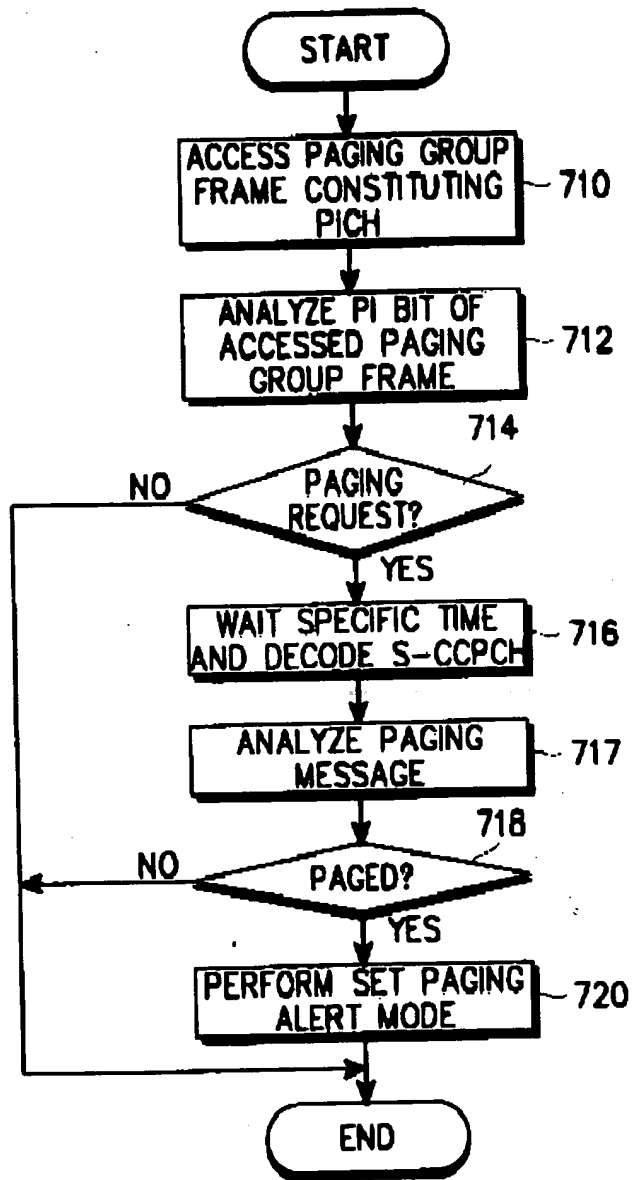 START
ACCESS PAGING GROUP
FRAME CONSTITUTING
PICH
710
ANALYZE PI BIT OF
ACCESSED PAGING
GROUP FRAME
712
714
NO
PAGING
REQUEST?
YES
WAIT SPECIFIC TIME
AND DECODE S-CCPCH
716
ANALYZE PAGING
MESSAGE
717
718
NO
PAGED?
YES
PERFORM SET PAGING
ALERT MODE
720
END